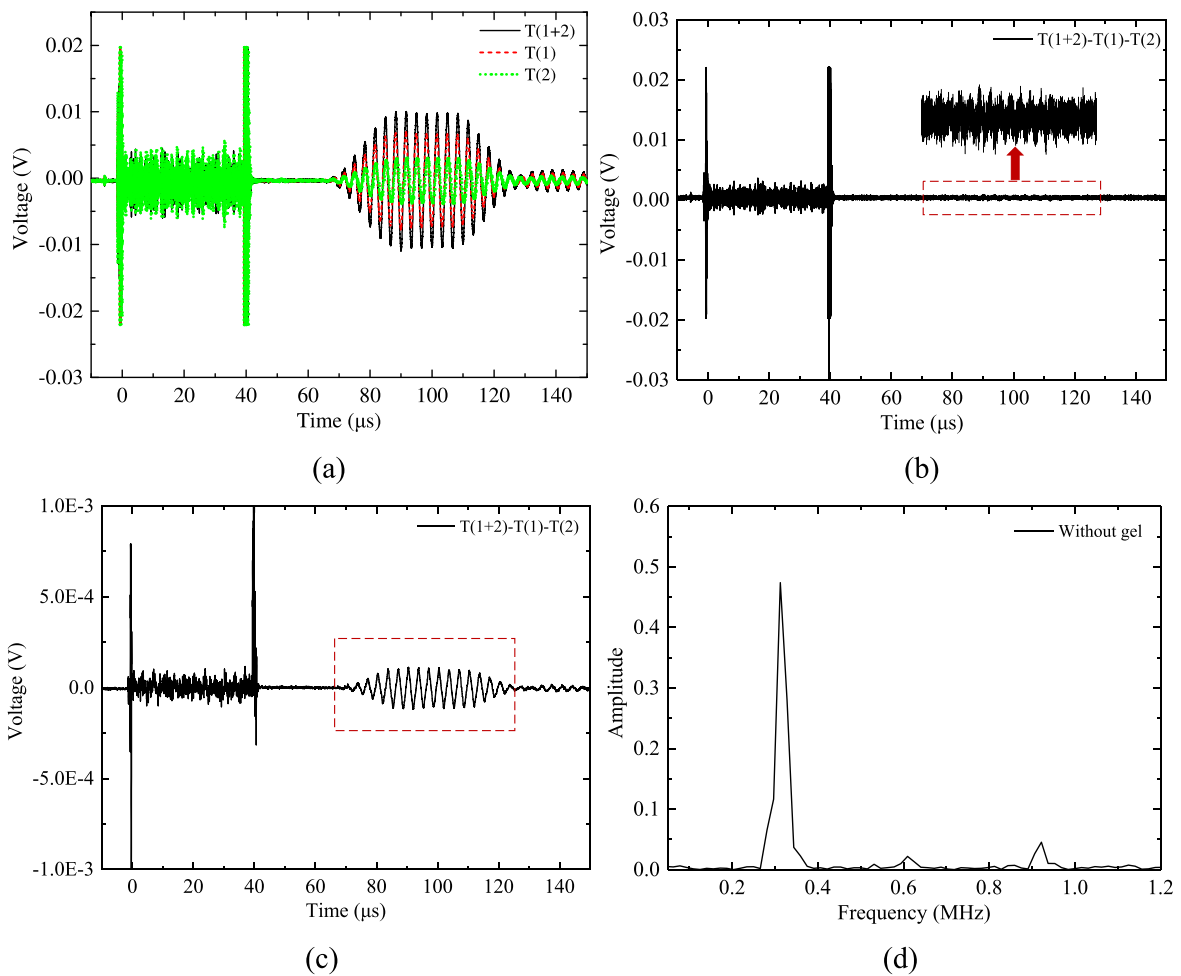 T(1+2)
T(1)
T(2)
0.02
0.01
0.00
-0.01
-0.02
-0.03
Voltage (V)
0 20 40 60 80 100 120 140
Time (μs)
(a)
T(1+2)-T(1)-T(2)
0.03
0.02
0.01
0.00
-0.01
-0.02
-0.03
Voltage (V)
0 20 40 60 80 100 120 140
Time (μs)
(b)
T(1+2)-T(1)-T(2)
1.0E-3
5.0E-4
0.0
-5.0E-4
-1.0E-3
Voltage (V)
0 20 40 60 80 100 120 140
Time (μs)
(c)
Without gel
0.6
0.5
0.4
0.3
0.2
0.1
0.0
Amplitude
0.2 0.4 0.6 0.8 1.0 1.2
Frequency (MHz)
(d)